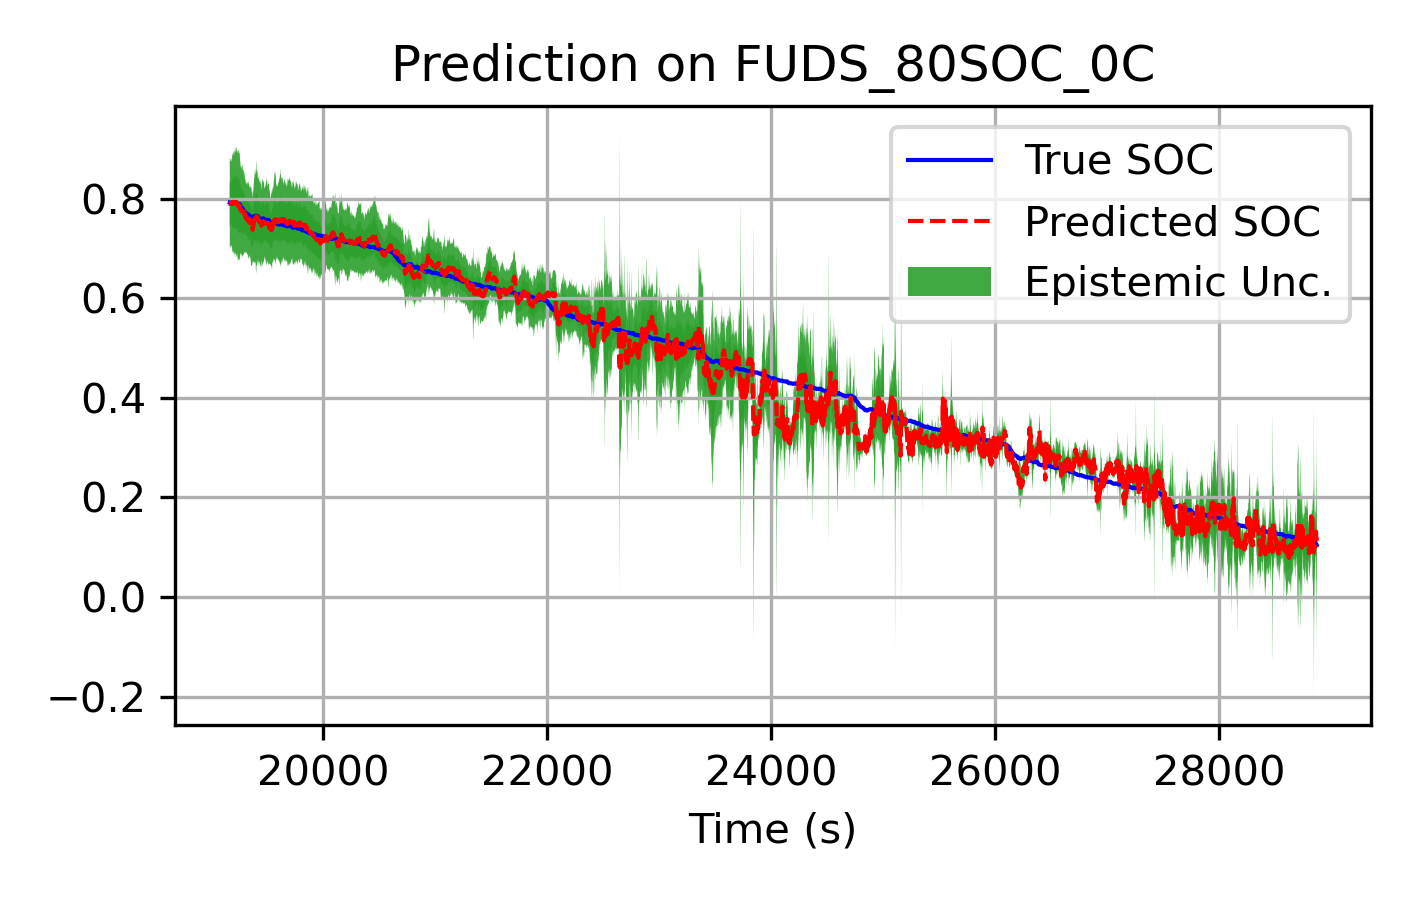 Prediction on FUDS_80SOC_0C
True SOC
Predicted SOC
Epistemic Unc.
0.8
0.6
0.4
0.2
0.0
−0.2
20000 22000 24000 26000 28000
Time (s)